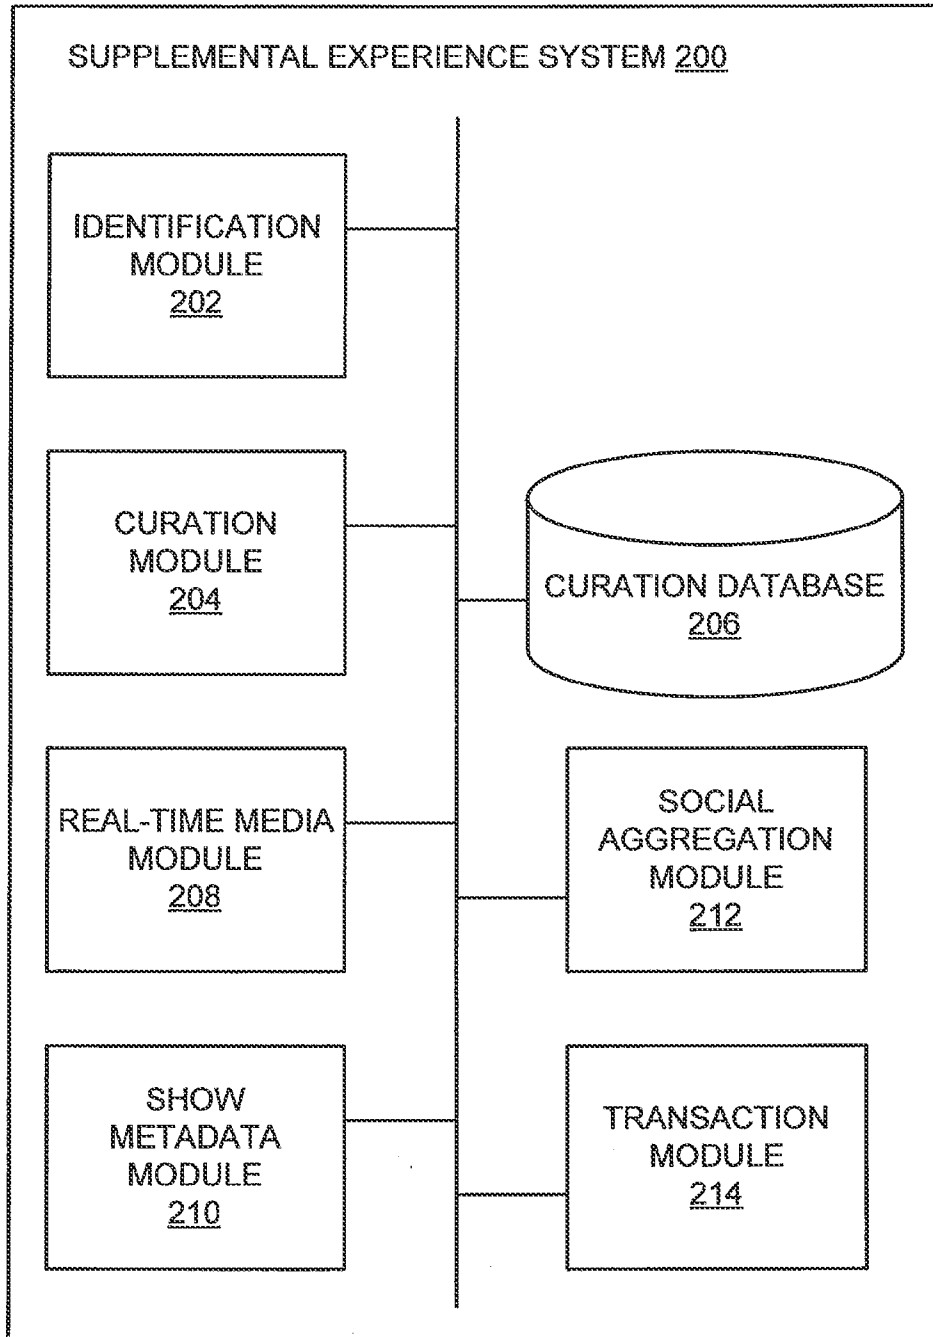 SUPPLEMENTAL EXPERIENCE SYSTEM 200
IDENTIFICATION
MODULE
202
CURATION
MODULE
204
CURATION DATABASE
206
REAL-TIME MEDIA
MODULE
208
SOCIAL
AGGREGATION
MODULE
212
SHOW
METADATA
MODULE
210
TRANSACTION
MODULE
214